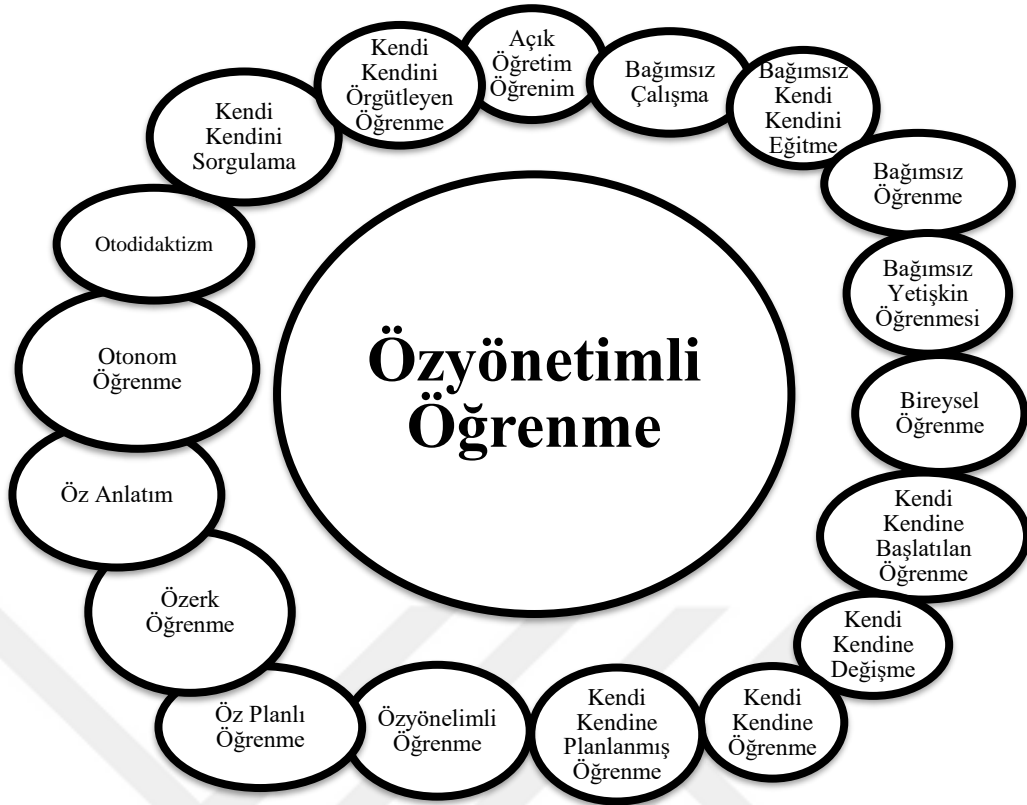 Açık
Öğretim
Öğrenim
Bağımsız
Çalışma
Bağımsız
Kendi
Kendini
Eğitme
Bağımsız
Öğrenme
Bağımsız
Yetişkin
Öğrenmesi
Bireysel
Öğrenme
Kendi
Kendine
Başlatılan
Öğrenme
Kendi
Kendine
Değişme
Kendi
Kendine
Öğrenme
Kendi
Kendine
Planlanmış
Öğrenme
Özyönelimli
Öğrenme
Öz Planlı
Öğrenme
Özerk
Öğrenme
Öz Anlatım
Otonom
Öğrenme
Otodidaktizm
Kendi
Kendini
Sorgulama
Kendi
Kendini
Örgütleyen
Öğrenme
Özyönetimli
Öğrenme